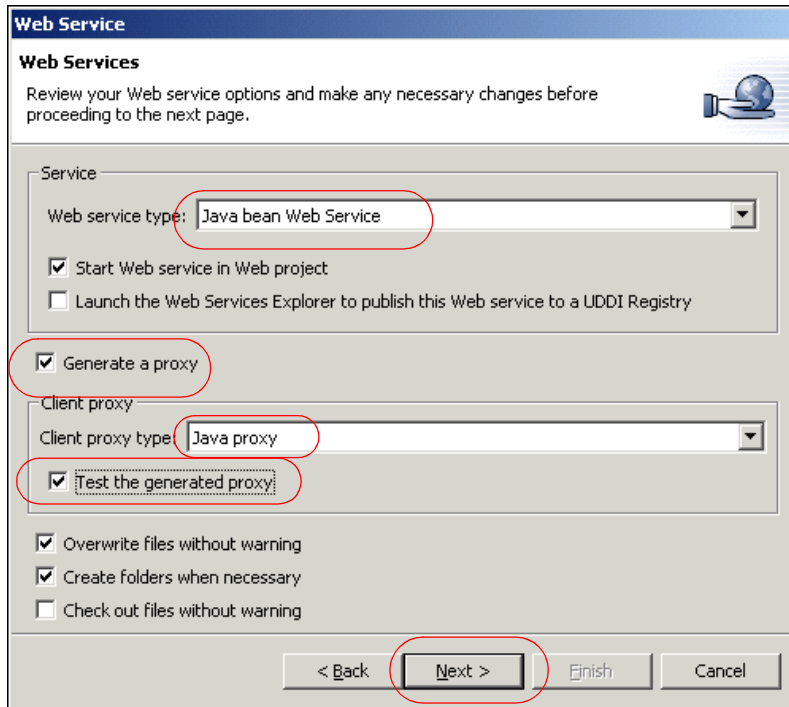 Web Service
Web Services
Review your Web service options and make any necessary changes before
proceeding to the next page.
Service
Web service type: Java bean Web Service
Start Web service in Web project
Launch the Web Services Explorer to publish this Web service to a UDDI Registry
Generate a proxy
Client proxy
Client proxy type: Java proxy
Test the generated proxy
Overwrite files without warning
Create folders when necessary
Check out files without warning
< Back Next > Finish Cancel